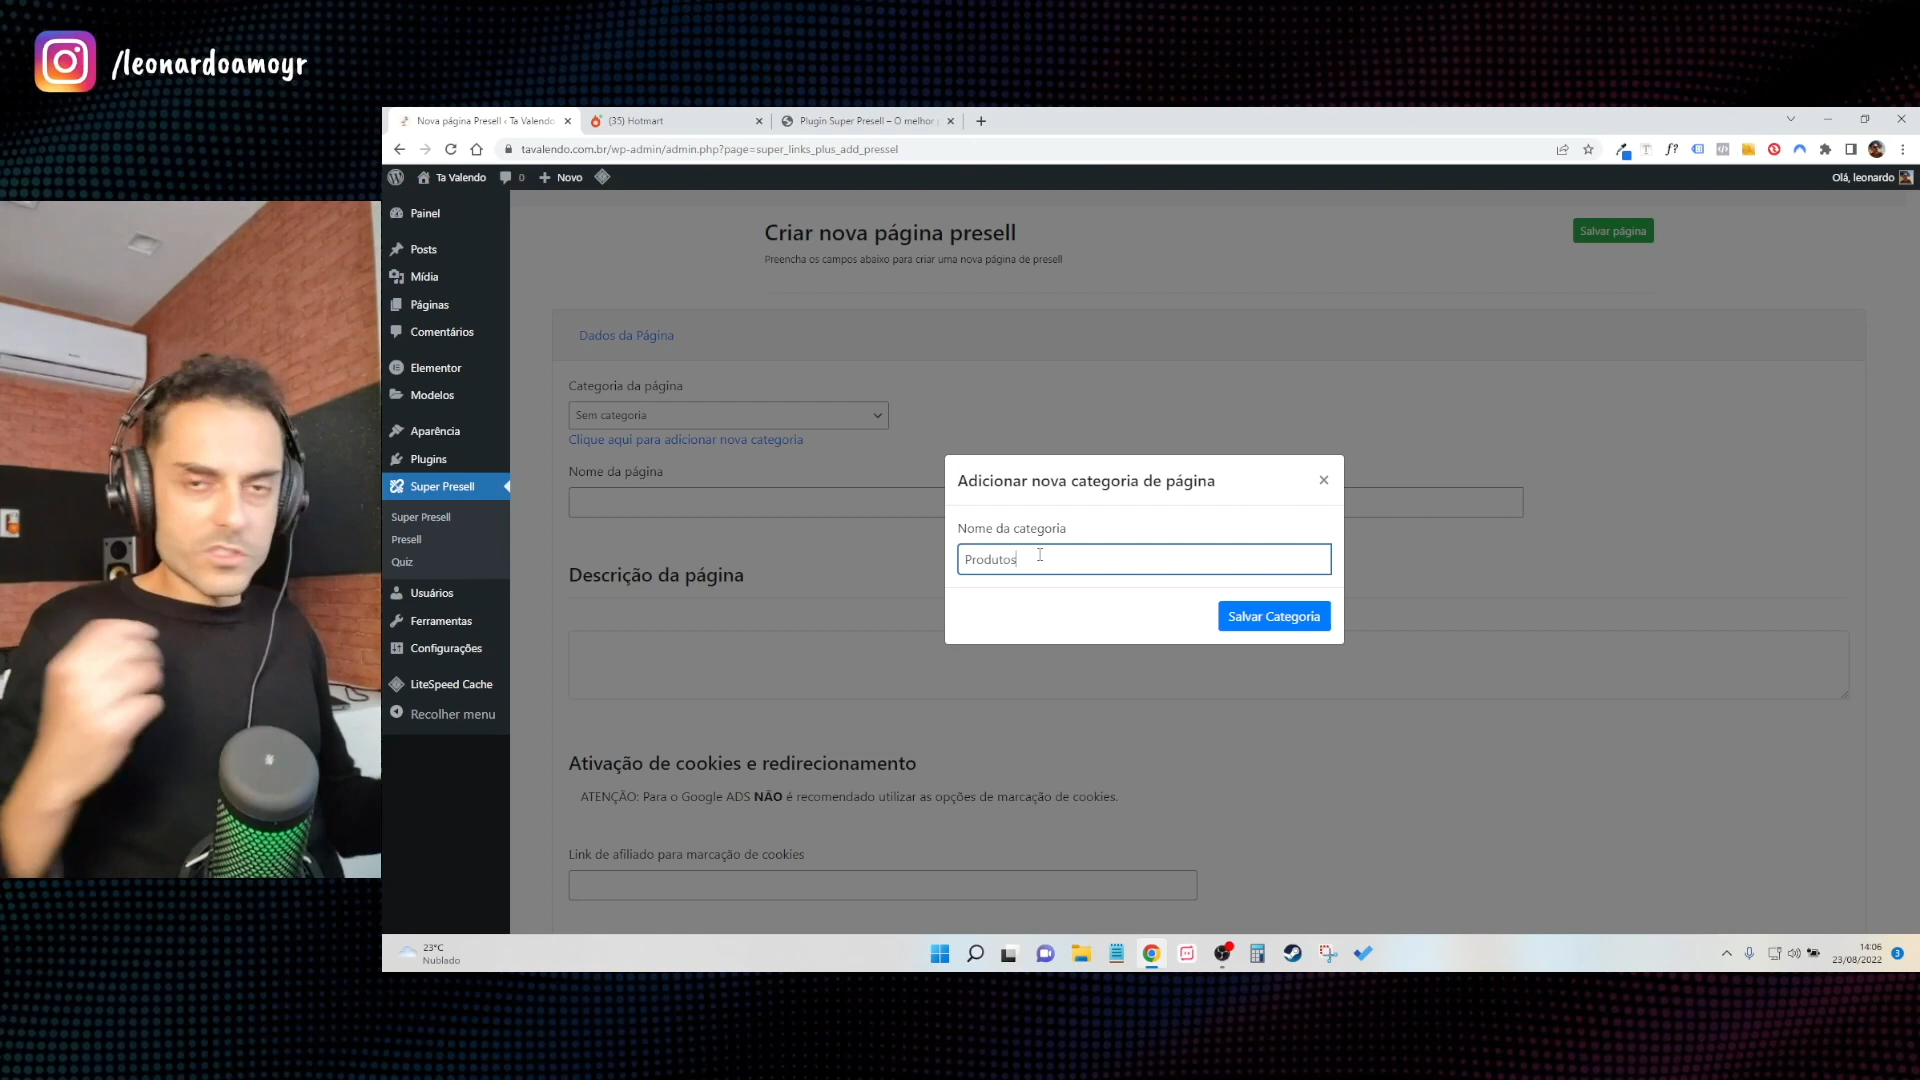 /leonardoamoyr
Nova página Presell ‹ Ta Valendo
(35) Hotmart
Plugin Super Presell – O melhor
tavalendo.com.br/wp-admin/admin.php?page=super_links_plus_add_pressel
Ta Valendo
0
Novo
Olá, leonardo
Painel
Posts
Mídia
Páginas
Comentários
Elementor
Modelos
Aparência
Plugins
Super Presell
Super Presell
Presell
Quiz
Usuários
Ferramentas
Configurações
LiteSpeed Cache
Recolher menu
Criar nova página presell
Salvar página
Preencha os campos abaixo para criar uma nova página de presell
Dados da Página
Categoria da página
Sem categoria
Clique aqui para adicionar nova categoria
Nome da página
Adicionar nova categoria de página
×
Nome da categoria
Produtos
Salvar Categoria
Descrição da página
Ativação de cookies e redirecionamento
ATENÇÃO: Para o Google ADS NÃO é recomendado utilizar as opções de marcação de cookies.
Link de afiliado para marcação de cookies
23°C
Nublado
14:06
23/08/2022
3